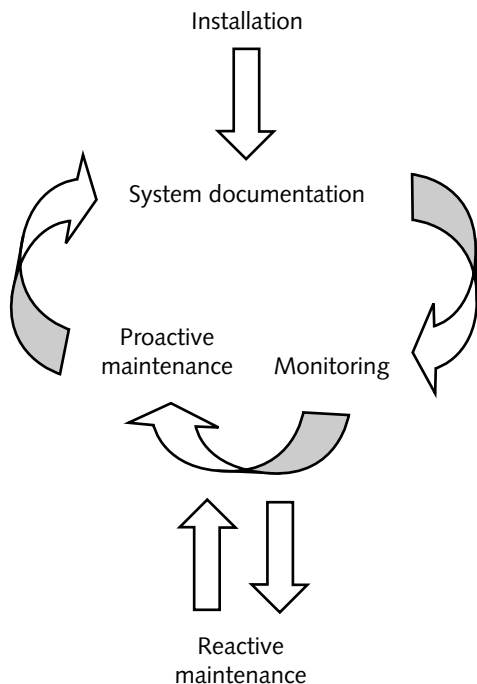 Installation
System documentation
Proactive
maintenance
Monitoring
Reactive
maintenance